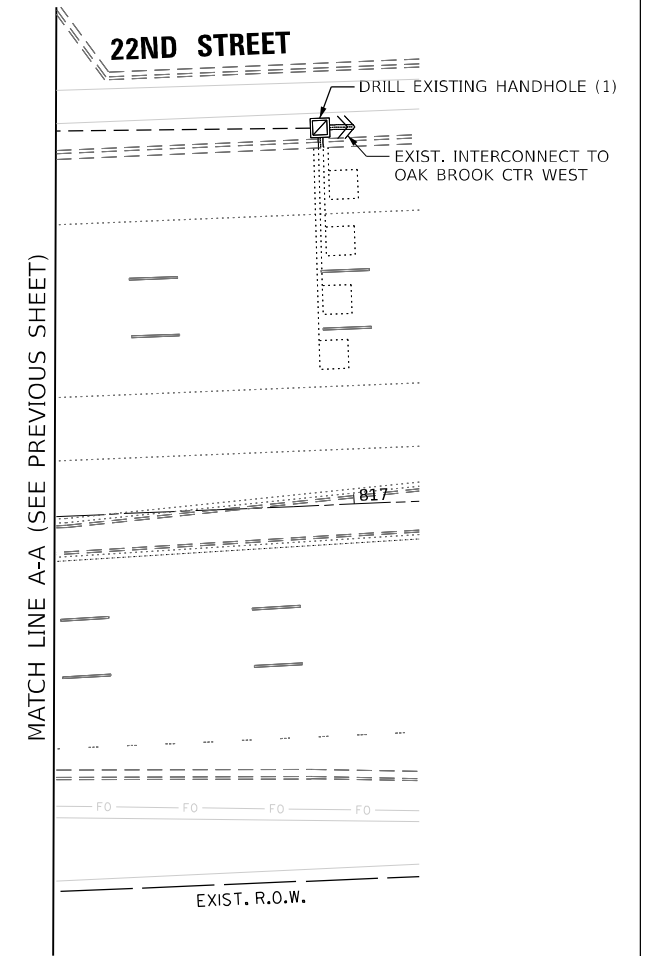 22ND STREET
DRILL EXISTING HANDHOLE (1)
EXIST. INTERCONNECT TO
OAK BROOK CTR WEST
MATCH LINE A-A (SEE PREVIOUS SHEET)
817
FO FO FO FO
EXIST. R.O.W.